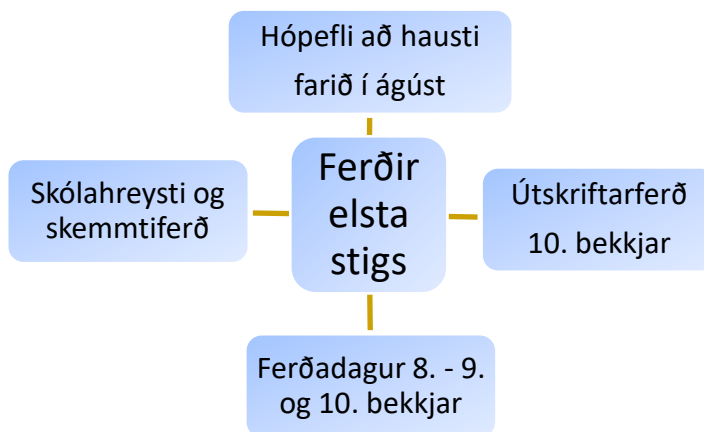 Hópefli að hausti
farið í ágúst
Skólahreysti og
skemmtiferð
Ferðir
elsta
stigs
Útskriftarferð
10. bekkjar
Ferðadagur 8. - 9.
og 10. bekkjar